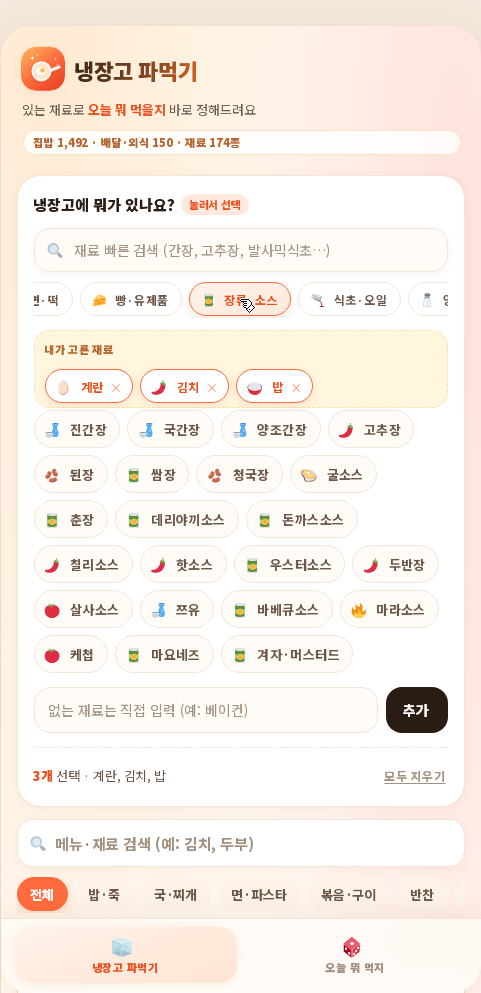 냉장고 파먹기
있는 재료로 오늘 뭐 먹을지 바로 정해드려요
집밥 1,492 · 배달·외식 150 · 재료 174종
냉장고에 뭐가 있나요? 눌러서 선택
재료 빠른 검색 (간장, 고추장, 발사믹식초…)
·떡 빵·유제품 장류·소스 식초·오일
내가 고른 재료
계란 × 김치 × 밥 ×
진간장 국간장 양조간장 고추장
된장 쌈장 청국장 굴소스
춘장 데리야끼소스 돈까스소스
칠리소스 핫소스 우스터소스 두반장
살사소스 쯔유 바베큐소스 마라소스
케첩 마요네즈 겨자·머스터드
없는 재료는 직접 입력 (예: 베이컨) 추가
3개 선택 · 계란, 김치, 밥 모두 지우기
메뉴·재료 검색 (예: 김치, 두부)
전체 밥·죽 국·찌개 면·파스타 볶음·구이 반찬
냉장고 파먹기 오늘 뭐 먹지